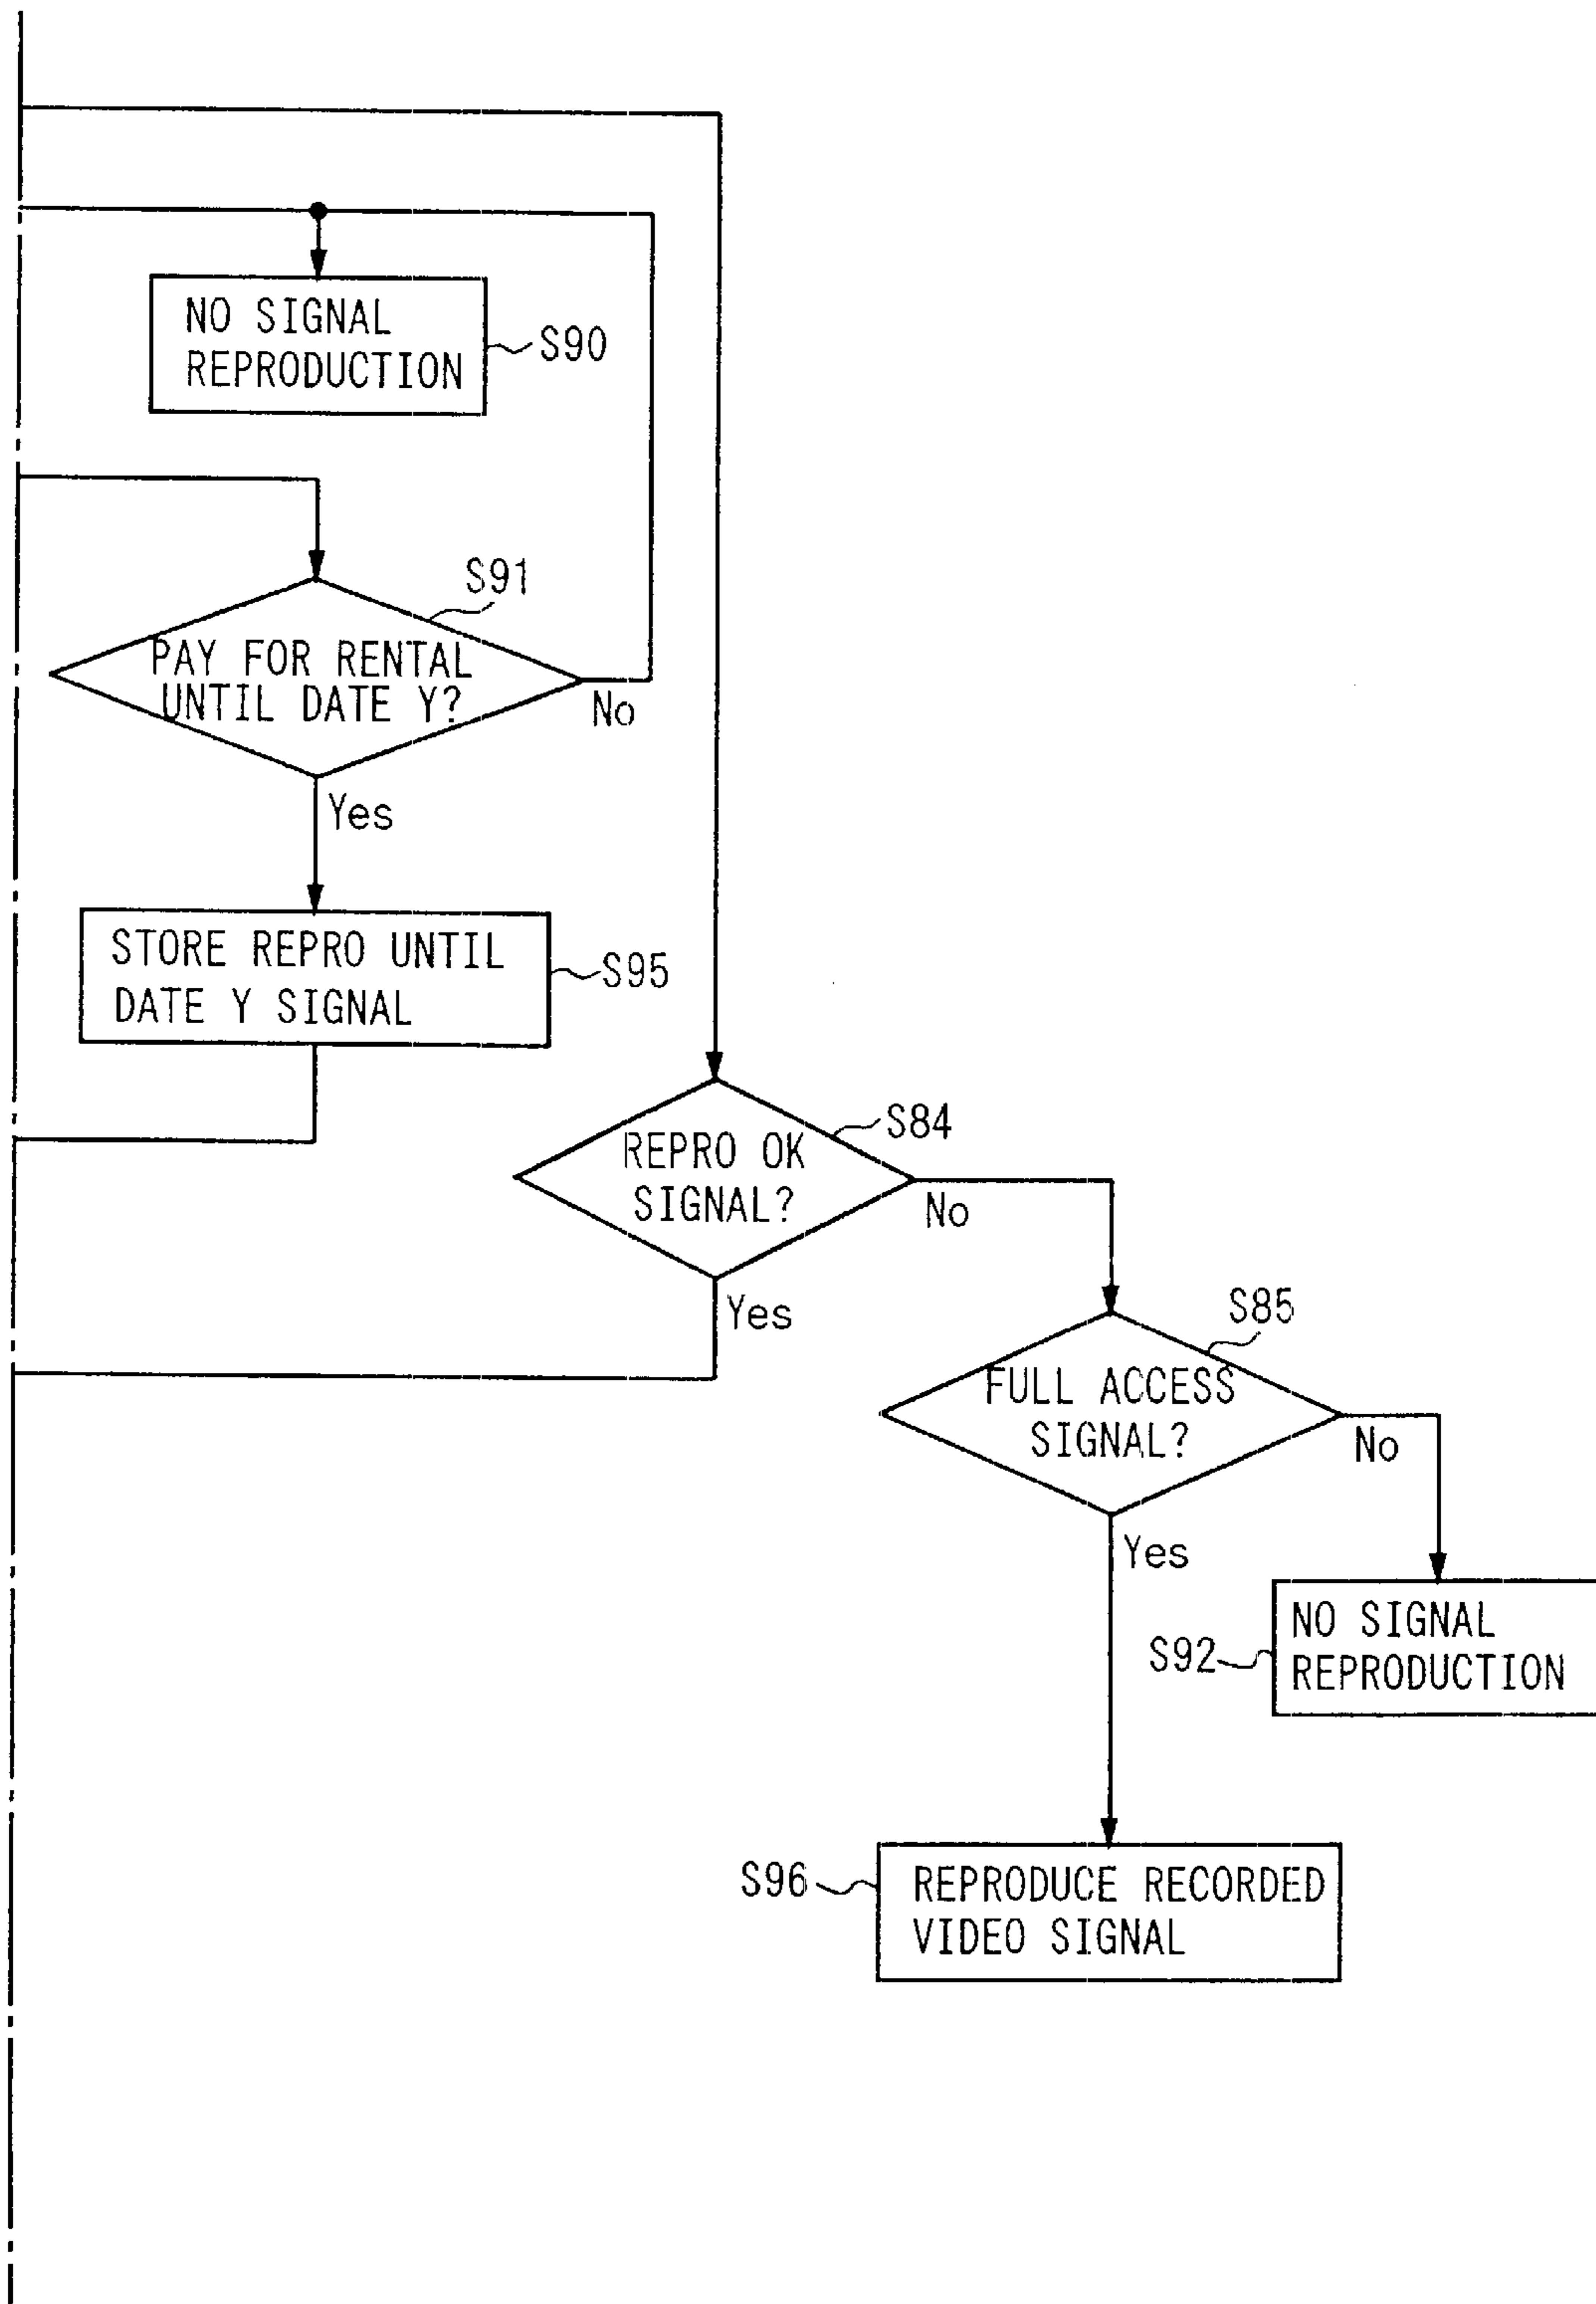 NO SIGNAL
REPRODUCTION
S90
S91
PAY FOR RENTAL
UNTIL DATE Y?
No
Yes
STORE REPRO UNTIL
DATE Y SIGNAL
S95
S84
REPRO OK
SIGNAL?
No
Yes
S85
FULL ACCESS
SIGNAL?
No
Yes
NO SIGNAL
REPRODUCTION
S92
S96
REPRODUCE RECORDED
VIDEO SIGNAL